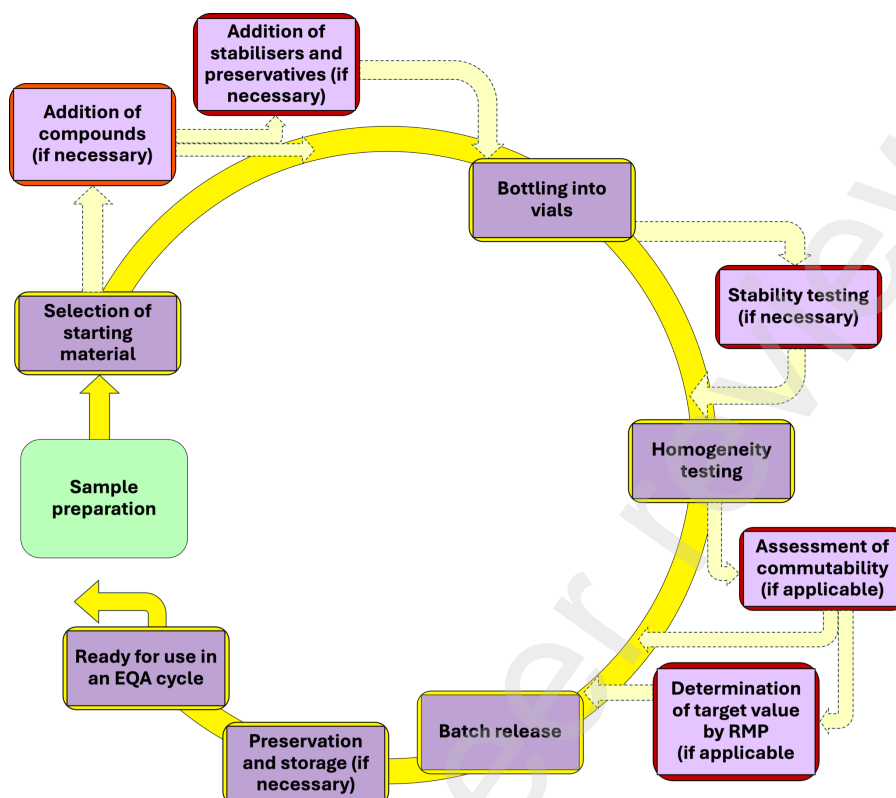 Addition of
stabilisers and
preservatives (if
necessary)
Addition of
compounds
(if necessary)
Bottling into
vials
Selection of
starting
material
Stability testing
(if necessary)
Homogeneity
testing
Sample
preparation
Assessment of
commutability
(if applicable)
Ready for use in
an EQA cycle
Determination
of target value
by RMP
(if applicable
Batch release
Preservation
and storage (if
necessary)
er review